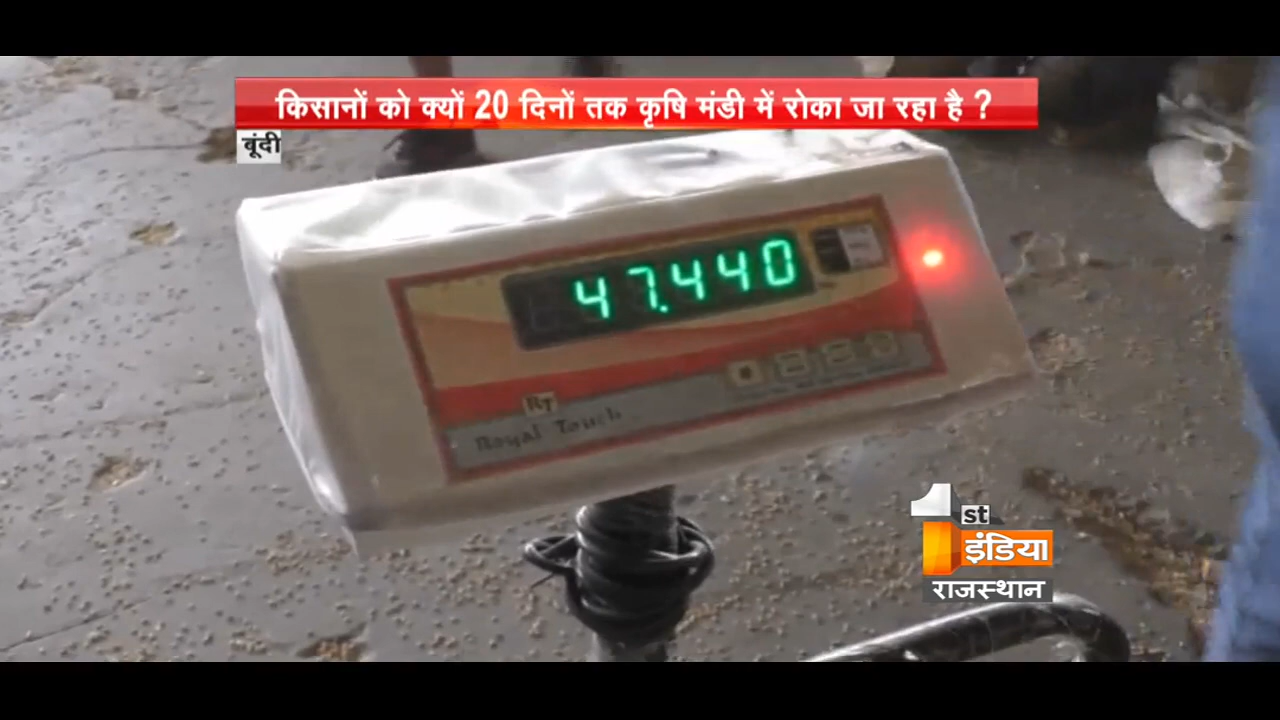 किसानों को क्यों 20 दिनों तक कृषि मंडी में रोका जा रहा है ?
बूंदी
47.440
RT
Royal Touch
1st
इंडिया
राजस्थान